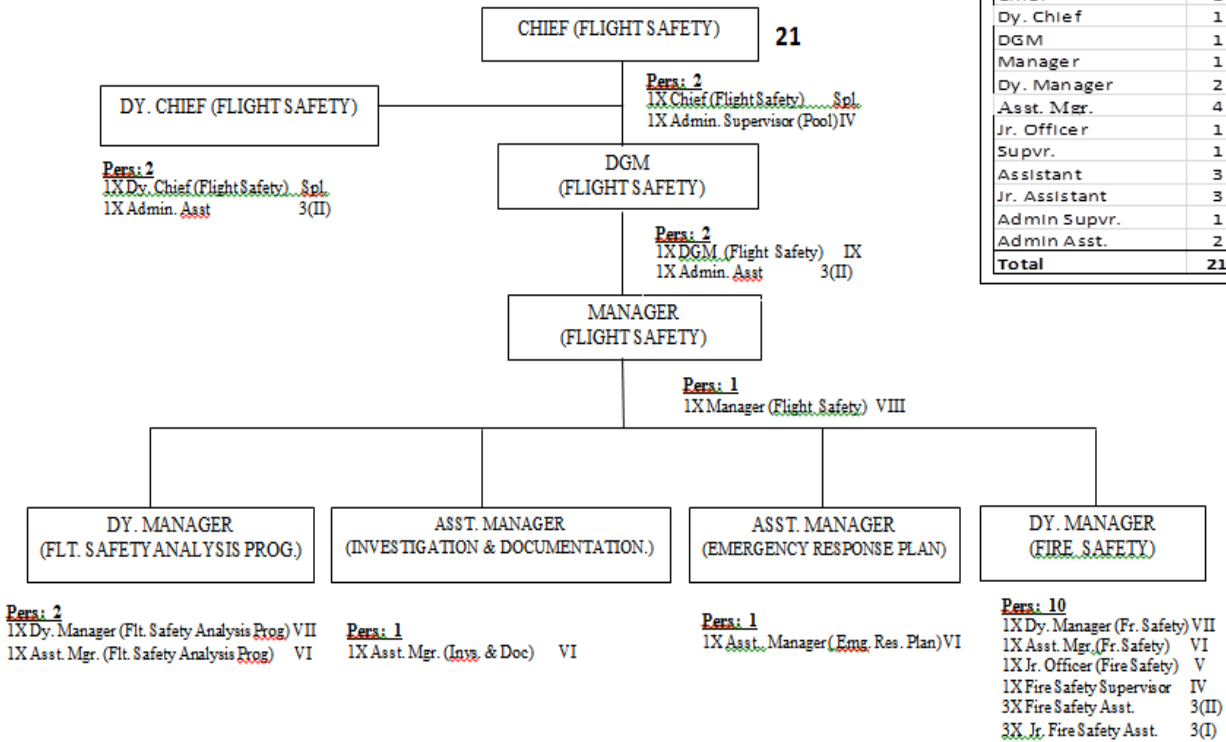 CHIEF (FLIGHT SAFETY)
21
Pers: 2
1X Chief (Flight Safety) Spl.
1X Admin. Supervisor (Pool) IV
DY. CHIEF (FLIGHT SAFETY)
Pers: 2
1X Dy. Chief (Flight Safety) Spl.
1X Admin. Asst 3(II)
DGM
(FLIGHT SAFETY)
Pers: 2
1X DGM (Flight Safety) IX
1X Admin. Asst 3(II)
MANAGER
(FLIGHT SAFETY)
Pers: 1
1X Manager (Flight Safety) VIII
DY. MANAGER
(FLT. SAFETY ANALYSIS PROG.)
Pers: 2
1X Dy. Manager (Flt. Safety Analysis Prog) VII
1X Asst. Mgr. (Flt. Safety Analysis Prog) VI
ASST. MANAGER
(INVESTIGATION & DOCUMENTATION.)
Pers: 1
1X Asst. Mgr. (Invs. & Doc) VI
ASST. MANAGER
(EMERGENCY RESPONSE PLAN)
Pers: 1
1X Asst.. Manager (Emg. Res. Plan) VI
DY. MANAGER
(FIRE SAFETY)
Pers: 10
1X Dy. Manager (Fr. Safety) VII
1X Asst. Mgr. (Fr. Safety) VI
1X Jr. Officer (Fire Safety) V
1X Fire Safety Supervisor IV
3X Fire Safety Asst. 3(II)
3X Jr. Fire Safety Asst. 3(I)
Dy. Chief 1
DGM 1
Manager 1
Dy. Manager 2
Asst. Mgr. 4
Jr. Officer 1
Supvr. 1
Assistant 3
Jr. Assistant 3
Admin Supvr. 1
Admin Asst. 2
Total 21